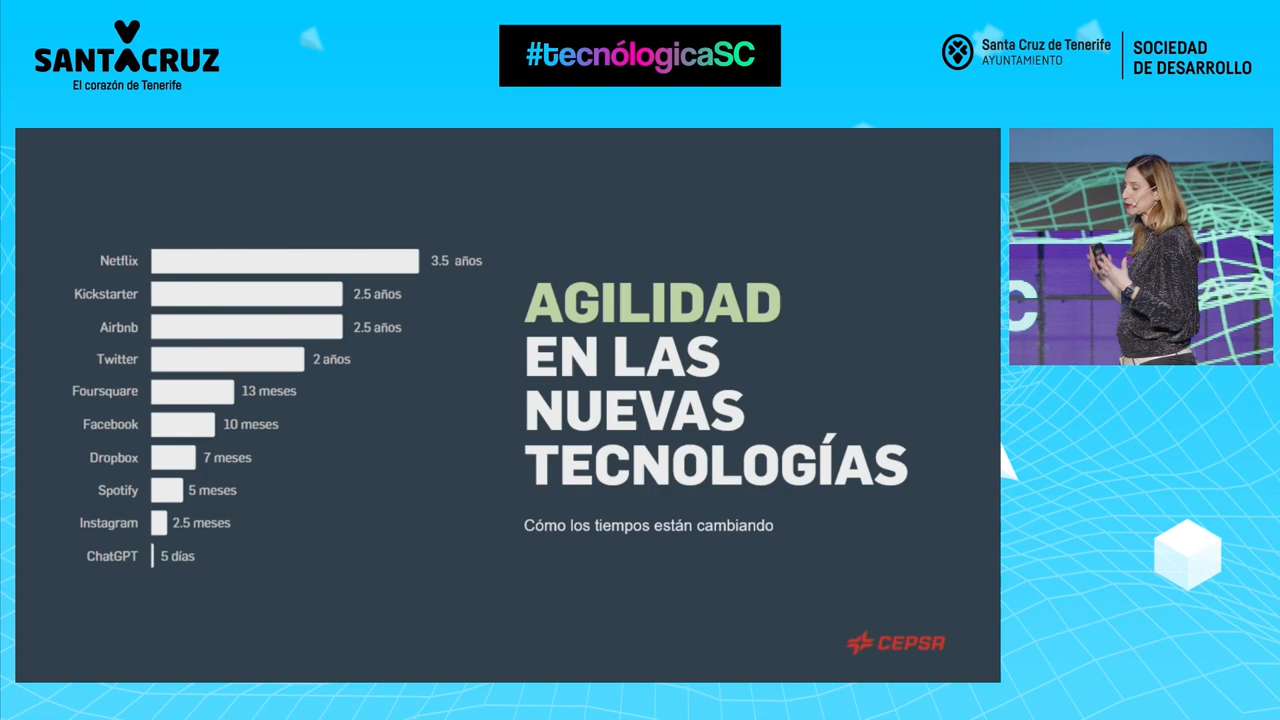 SANTACRUZ
El corazón de Tenerife
#tecnólogicaSC
Santa Cruz de Tenerife
AYUNTAMIENTO
SOCIEDAD
DE DESARROLLO
Netflix 3.5 años
Kickstarter 2.5 años
Airbnb 2.5 años
Twitter 2 años
Foursquare 13 meses
Facebook 10 meses
Dropbox 7 meses
Spotify 5 meses
Instagram 2.5 meses
ChatGPT 5 días
AGILIDAD
EN LAS
NUEVAS
TECNOLOGÍAS
Cómo los tiempos están cambiando
CEPSA
C